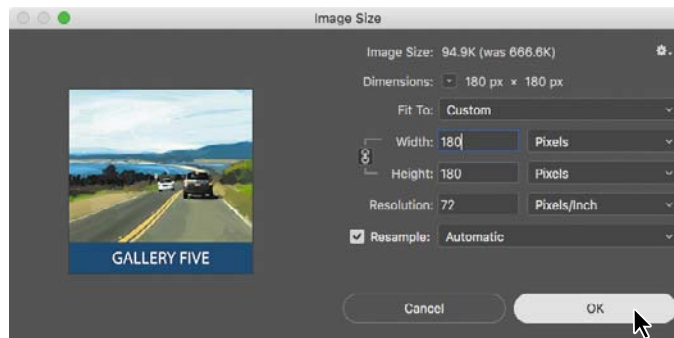 Image Size
Image Size: 94.9K (was 666.6K)
Dimensions: 180 px × 180 px
Fit To: Custom
Width: 180 Pixels
Height: 180 Pixels
Resolution: 72 Pixels/Inch
Resample: Automatic
GALLERY FIVE
Cancel OK